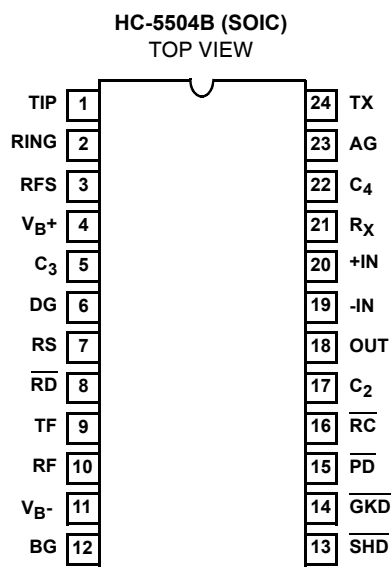 HC-5504B (SOIC)
TOP VIEW
TIP 1 24 TX
RING 2 23 AG
RFS 3 22 C4
VB+ 4 21 RX
C3 5 20 +IN
DG 6 19 -IN
RS 7 18 OUT
RD 8 17 C2
TF 9 16 RC
RF 10 15 PD
VB- 11 14 GKD
BG 12 13 SHD